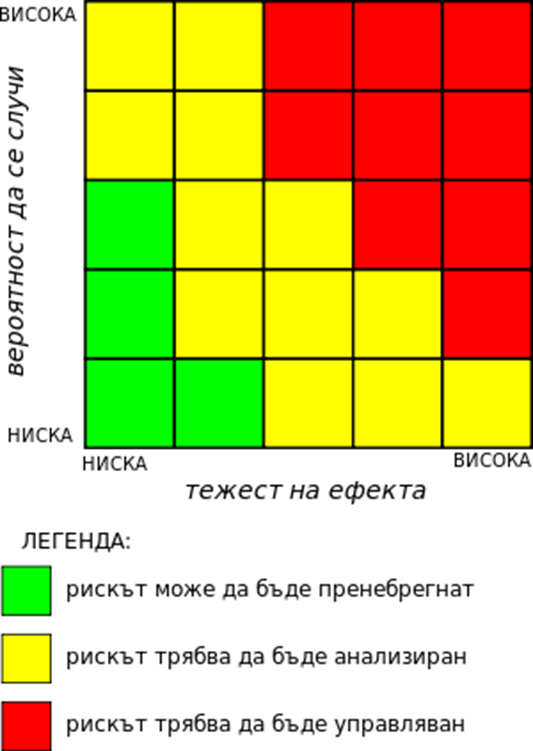 ВИСОКА
вероятност да се случи
НИСКА
НИСКА
ВИСОКА
тежест на ефекта
ЛЕГЕНДА:
рискът може да бъде пренебрегнат
рискът трябва да бъде анализиран
рискът трябва да бъде управляван